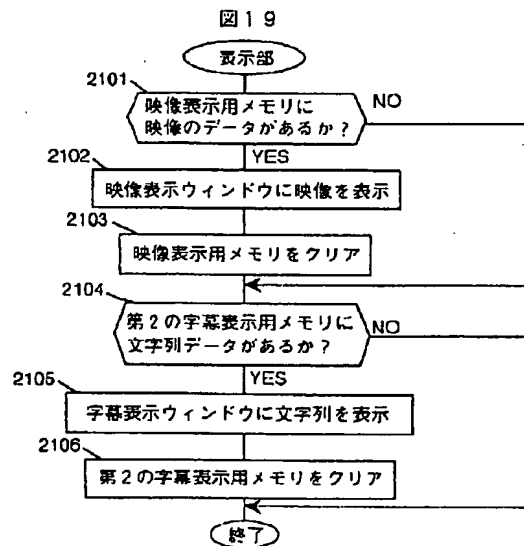 図19
表示部
2101
映像表示用メモリに
映像のデータがあるか？
NO
YES
2102
映像表示ウィンドウに映像を表示
2103
映像表示用メモリをクリア
2104
第2の字幕表示用メモリに
文字列データがあるか？
NO
YES
2105
字幕表示ウィンドウに文字列を表示
2106
第2の字幕表示用メモリをクリア
終了